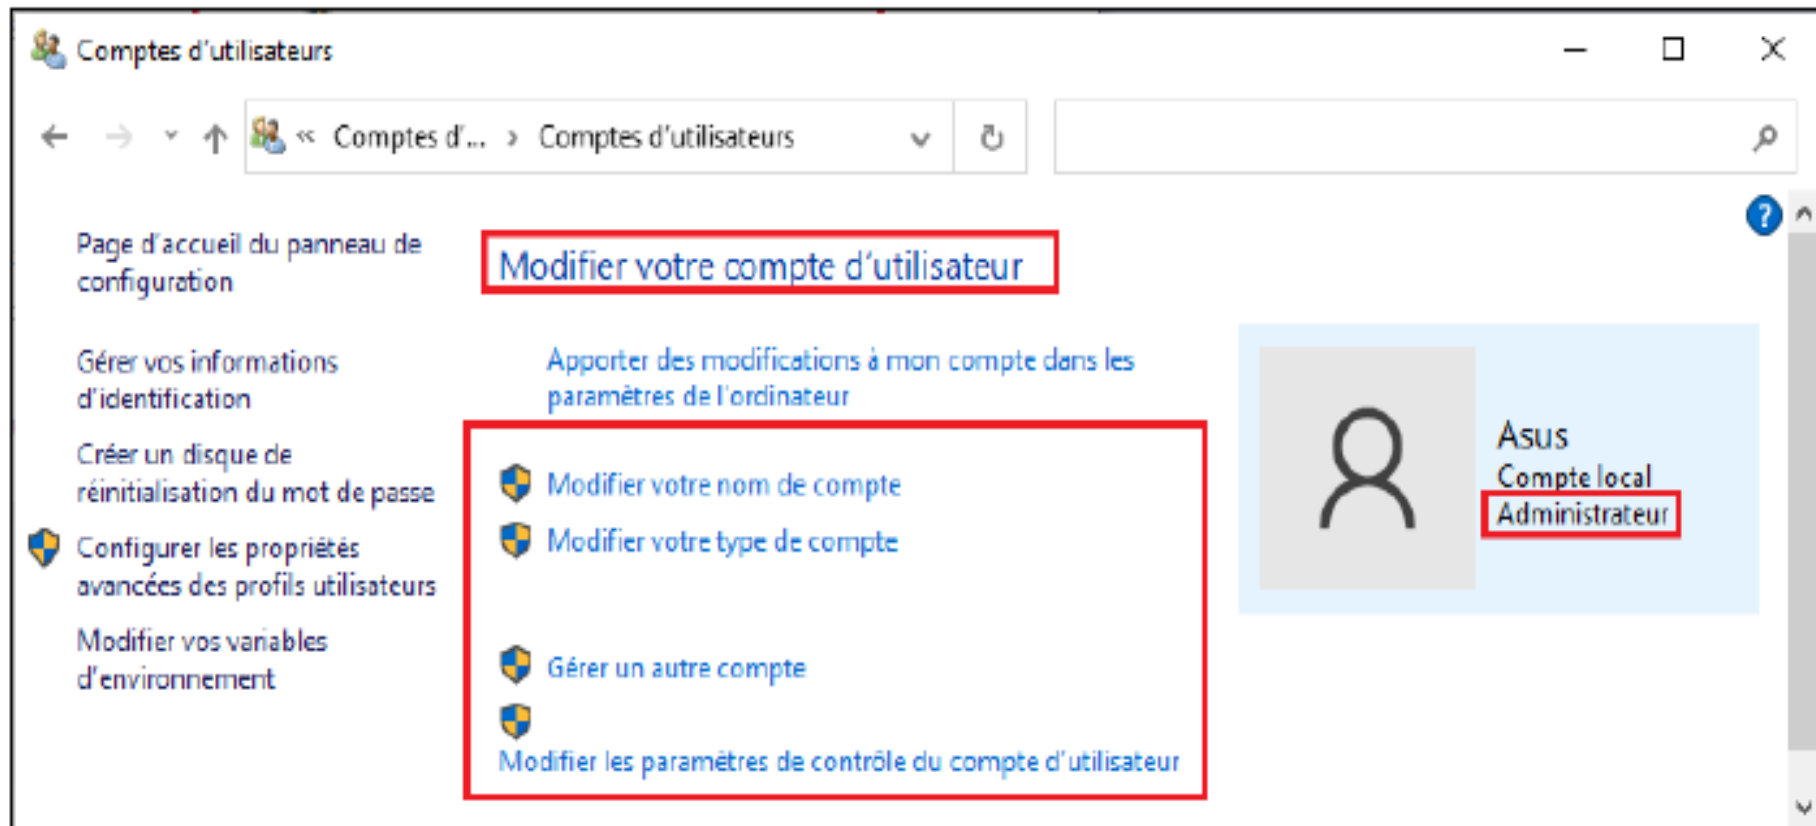 Comptes d'utilisateurs
« Comptes d'... › Comptes d'utilisateurs
Page d'accueil du panneau de
configuration
Gérer vos informations
d'identification
Créer un disque de
réinitialisation du mot de passe
Configurer les propriétés
avancées des profils utilisateurs
Modifier vos variables
d'environnement
Modifier votre compte d'utilisateur
Apporter des modifications à mon compte dans les
paramètres de l'ordinateur
Modifier votre nom de compte
Modifier votre type de compte
Gérer un autre compte
Modifier les paramètres de contrôle du compte d'utilisateur
Asus
Compte local
Administrateur
?